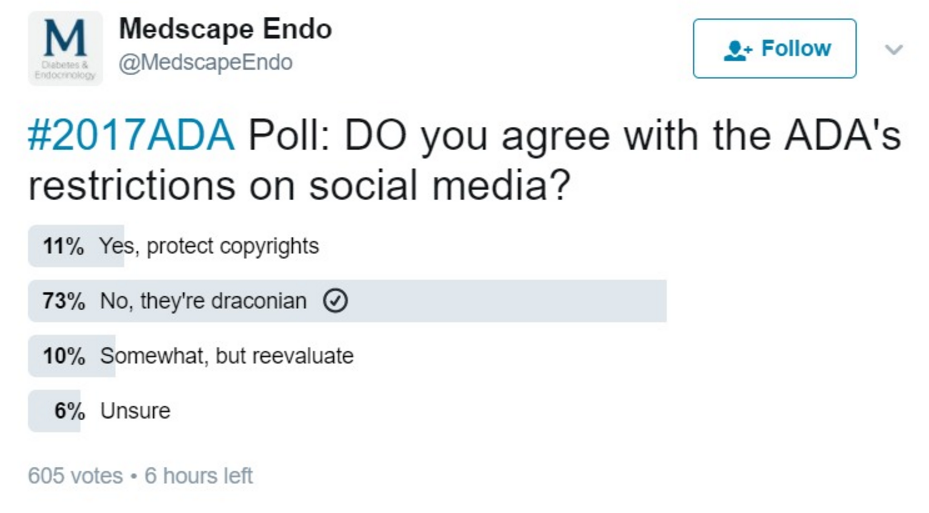 M
Diabetes &
Endocrinology
Medscape Endo
@MedscapeEndo
Follow
#2017ADA Poll: DO you agree with the ADA's
restrictions on social media?
11% Yes, protect copyrights
73% No, they're draconian
10% Somewhat, but reevaluate
6% Unsure
605 votes • 6 hours left